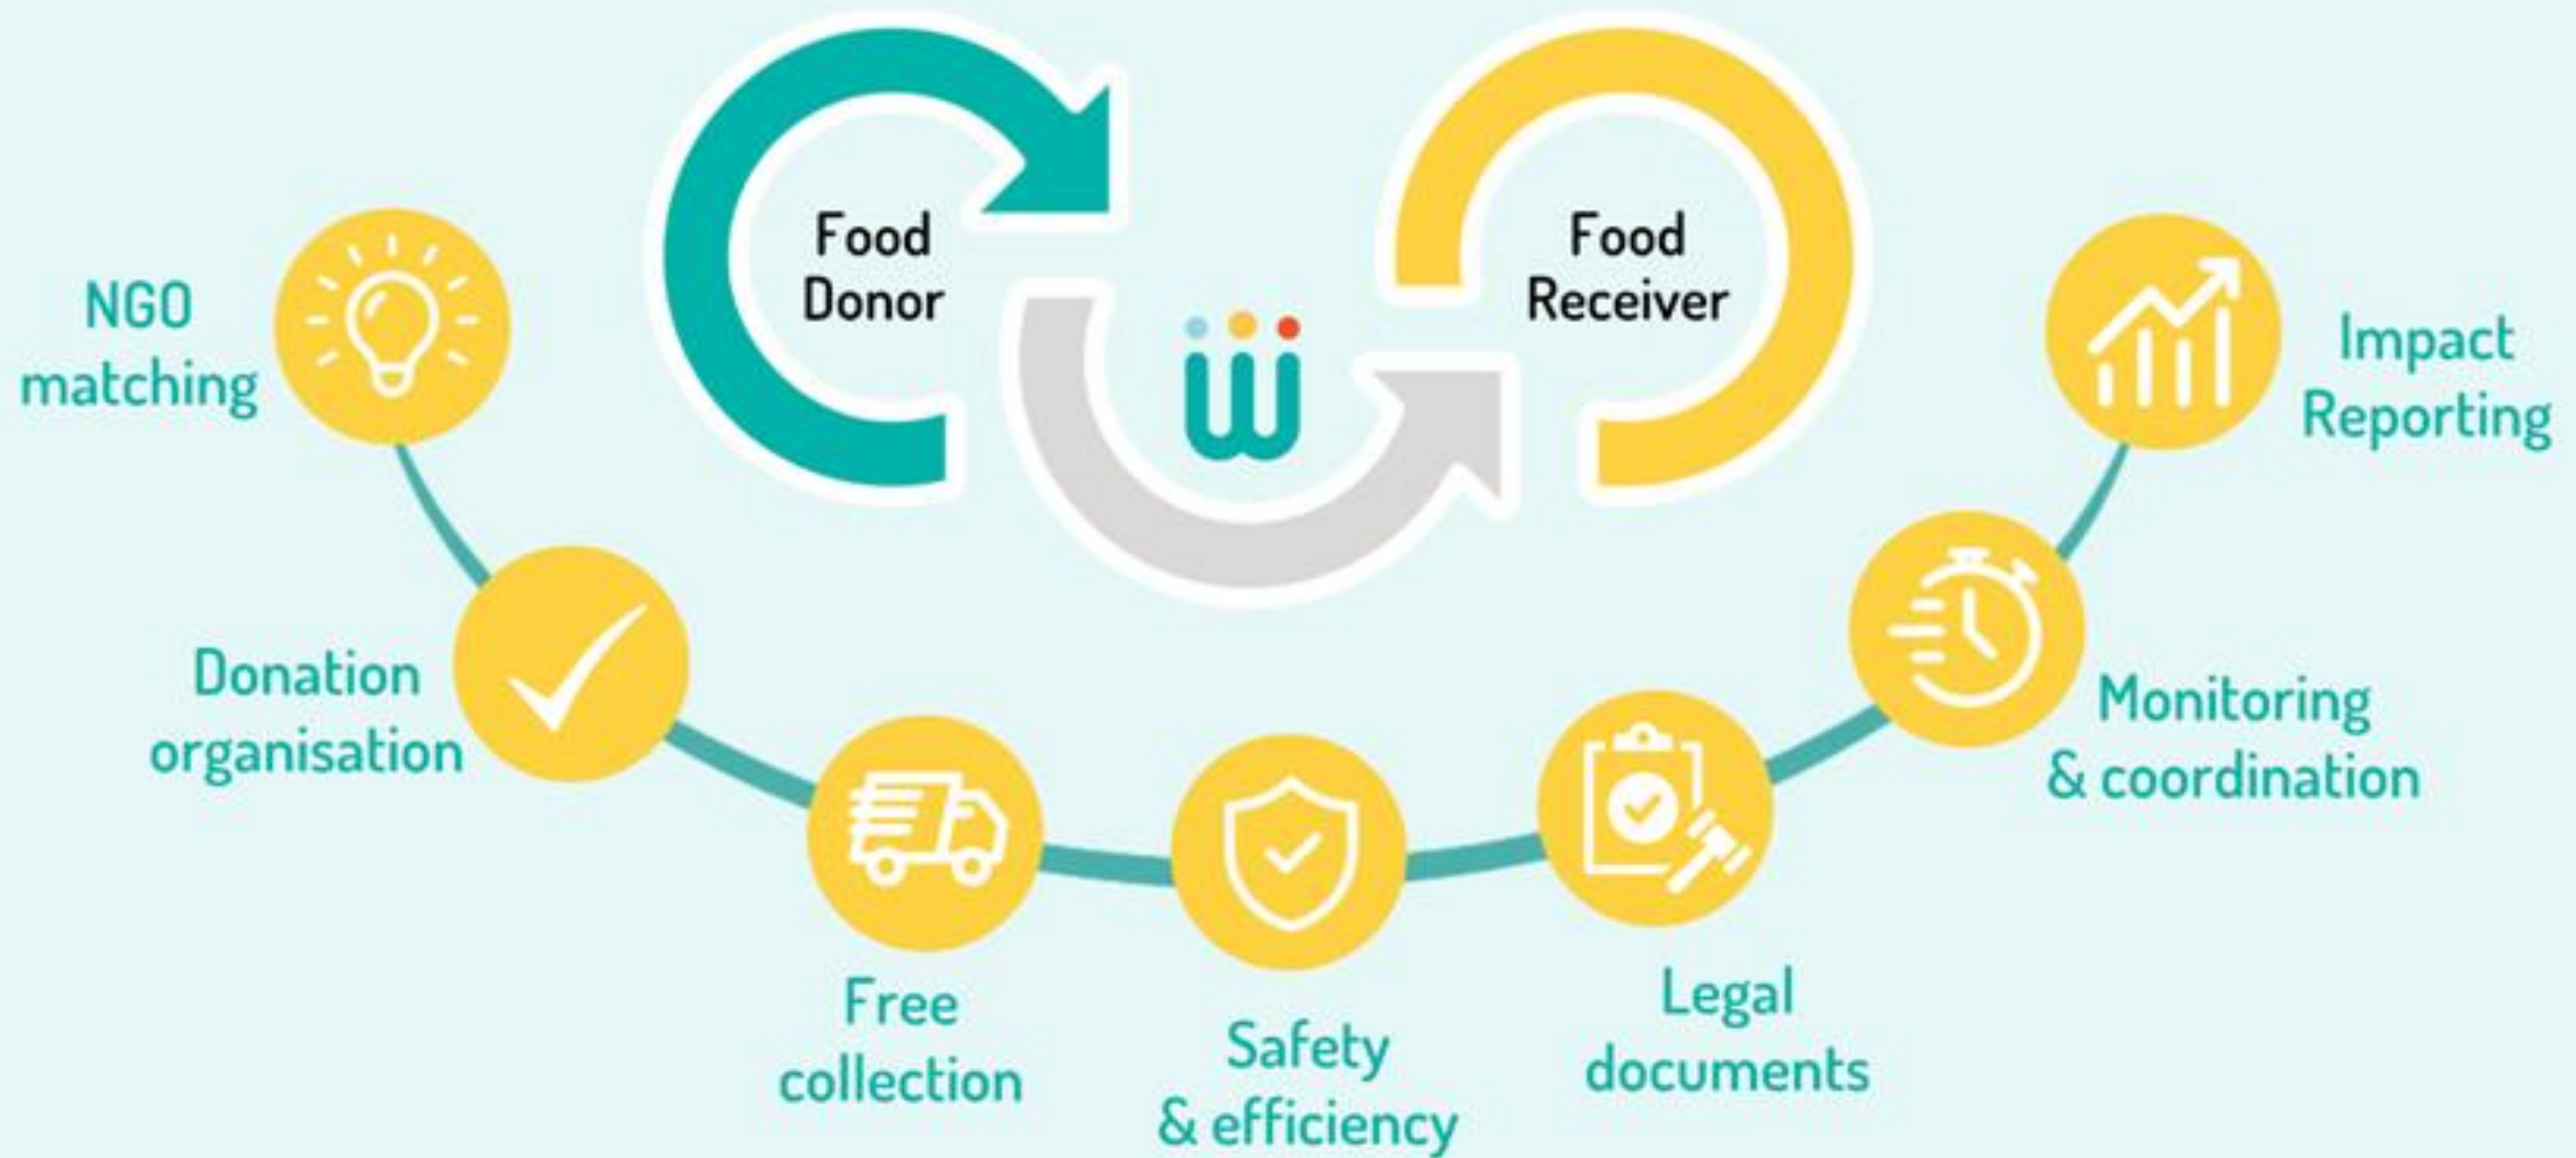 Food
Donor
Food
Receiver
w
NGO
matching
Donation
organisation
Free
collection
Safety
& efficiency
Legal
documents
Monitoring
& coordination
Impact
Reporting